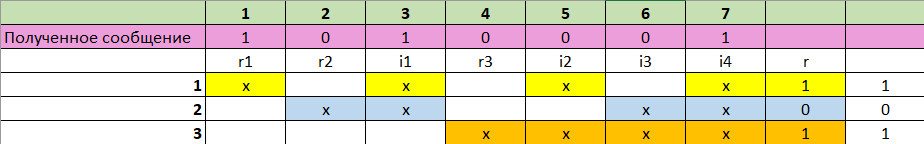 1 2 3 4 5 6 7
Полученное сообщение 1 0 1 0 0 0 1
r1 r2 i1 r3 i2 i3 i4 r
1 x x x x 1 1
2 x x x x 0 0
3 x x x x 1 1